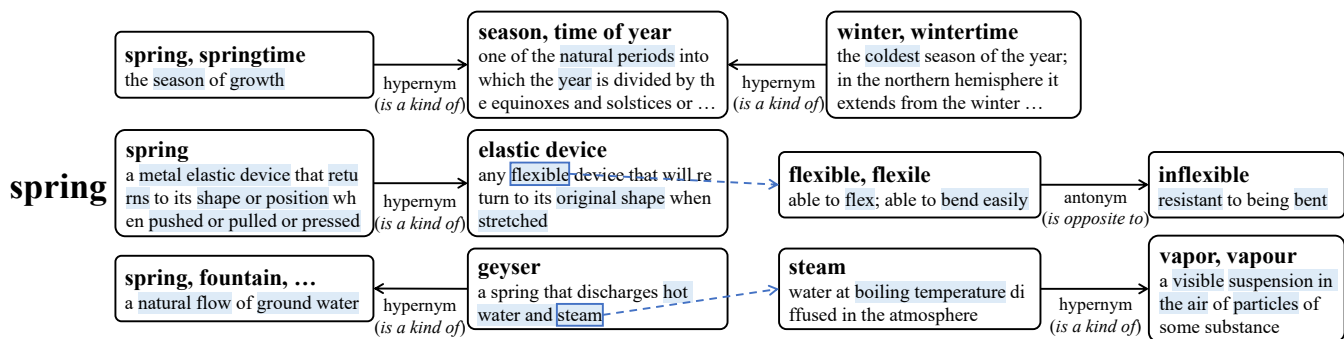 spring
spring, springtime
the season of growth
hypernym
(is a kind of)
season, time of year
one of the natural periods into
which the year is divided by th
e equinoxes and solstices or …
hypernym
(is a kind of)
winter, wintertime
the coldest season of the year;
in the northern hemisphere it
extends from the winter …
spring
a metal elastic device that retu
rns to its shape or position wh
en pushed or pulled or pressed
hypernym
(is a kind of)
elastic device
any flexible device that will re
turn to its original shape when
stretched
flexible, flexile
able to flex; able to bend easily
antonym
(is opposite to)
inflexible
resistant to being bent
spring, fountain, …
a natural flow of ground water
hypernym
(is a kind of)
geyser
a spring that discharges hot
water and steam
steam
water at boiling temperature di
ffused in the atmosphere
hypernym
(is a kind of)
vapor, vapour
a visible suspension in
the air of particles of
some substance